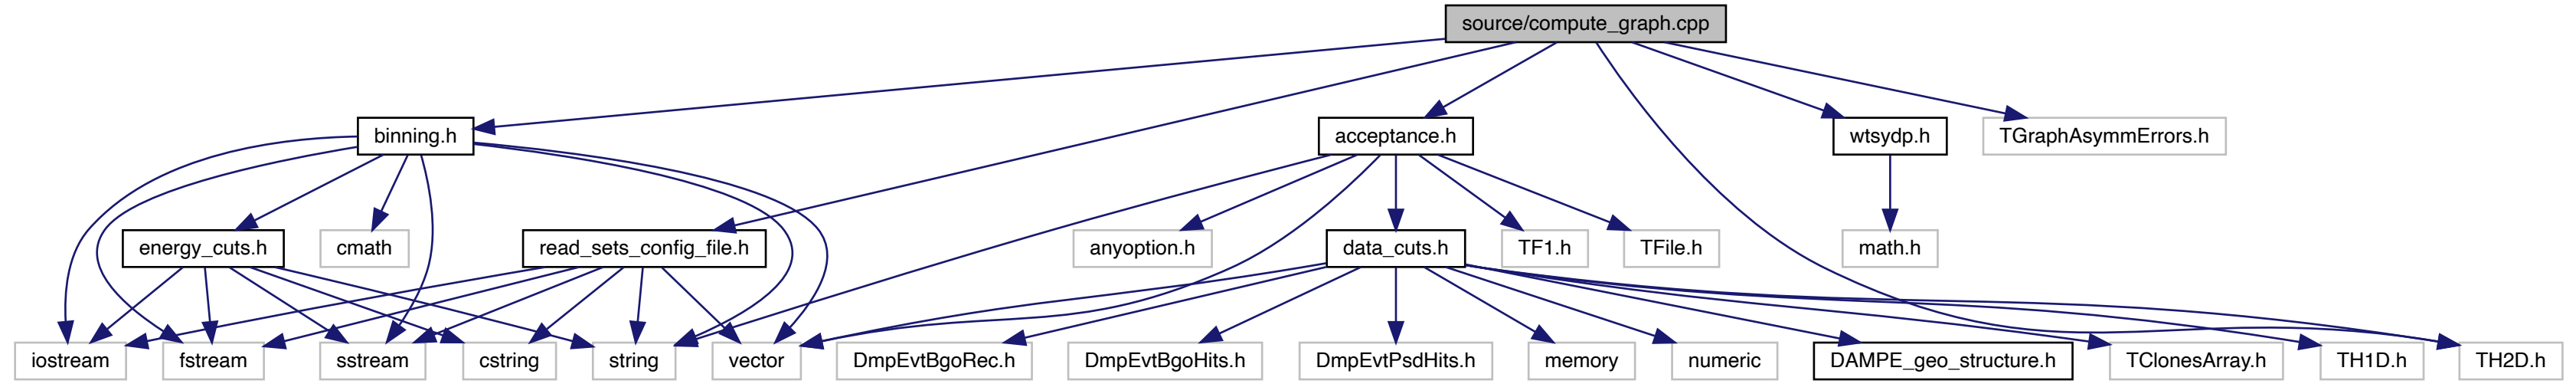 source/compute_graph.cpp
binning.h
acceptance.h
wtsydp.h
TGraphAsymmErrors.h
energy_cuts.h
cmath
read_sets_config_file.h
anyoption.h
data_cuts.h
TF1.h
TFile.h
math.h
iostream
fstream
sstream
cstring
string
vector
DmpEvtBgoRec.h
DmpEvtBgoHits.h
DmpEvtPsdHits.h
memory
numeric
DAMPE_geo_structure.h
TClonesArray.h
TH1D.h
TH2D.h